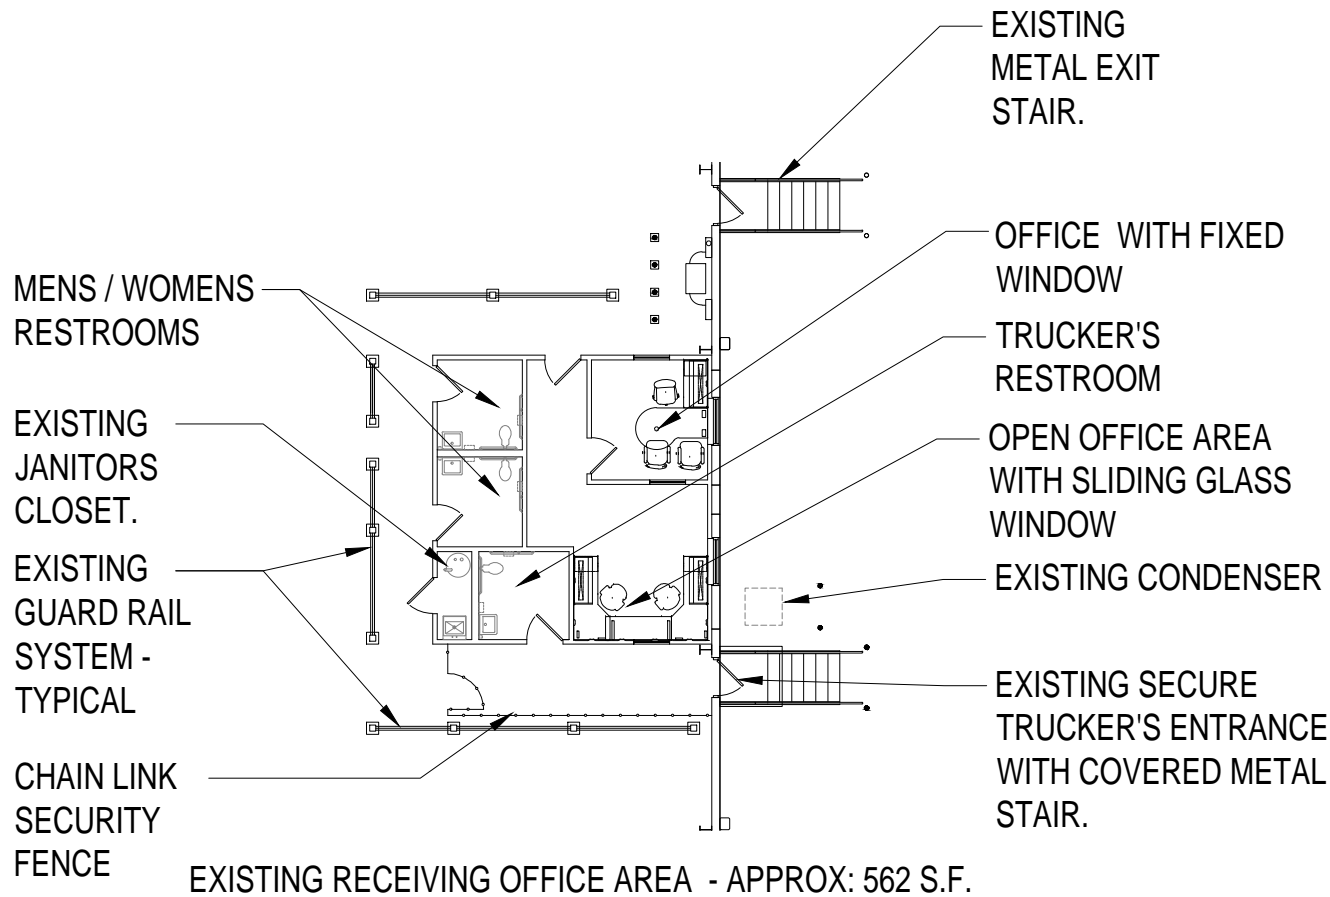 EXISTING
METAL EXIT
STAIR.
OFFICE WITH FIXED
WINDOW
MENS / WOMENS
RESTROOMS
TRUCKER'S
RESTROOM
EXISTING
JANITORS
CLOSET.
OPEN OFFICE AREA
WITH SLIDING GLASS
WINDOW
EXISTING
GUARD RAIL
SYSTEM -
TYPICAL
EXISTING CONDENSER
EXISTING SECURE
TRUCKER'S ENTRANCE
WITH COVERED METAL
STAIR.
CHAIN LINK
SECURITY
FENCE
EXISTING RECEIVING OFFICE AREA - APPROX: 562 S.F.